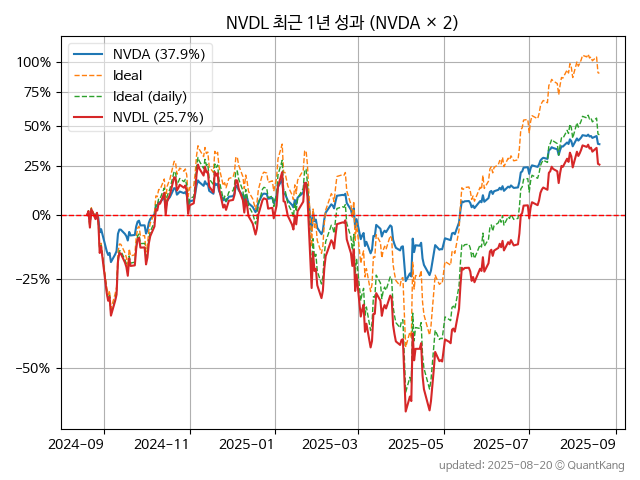 NVDL 최근 1년 성과 (NVDA × 2)
NVDA (37.9%)
Ideal
Ideal (daily)
NVDL (25.7%)
100%
75%
50%
25%
0%
−25%
−50%
2024-09 2024-11 2025-01 2025-03 2025-05 2025-07 2025-09
updated: 2025-08-20 © QuantKang